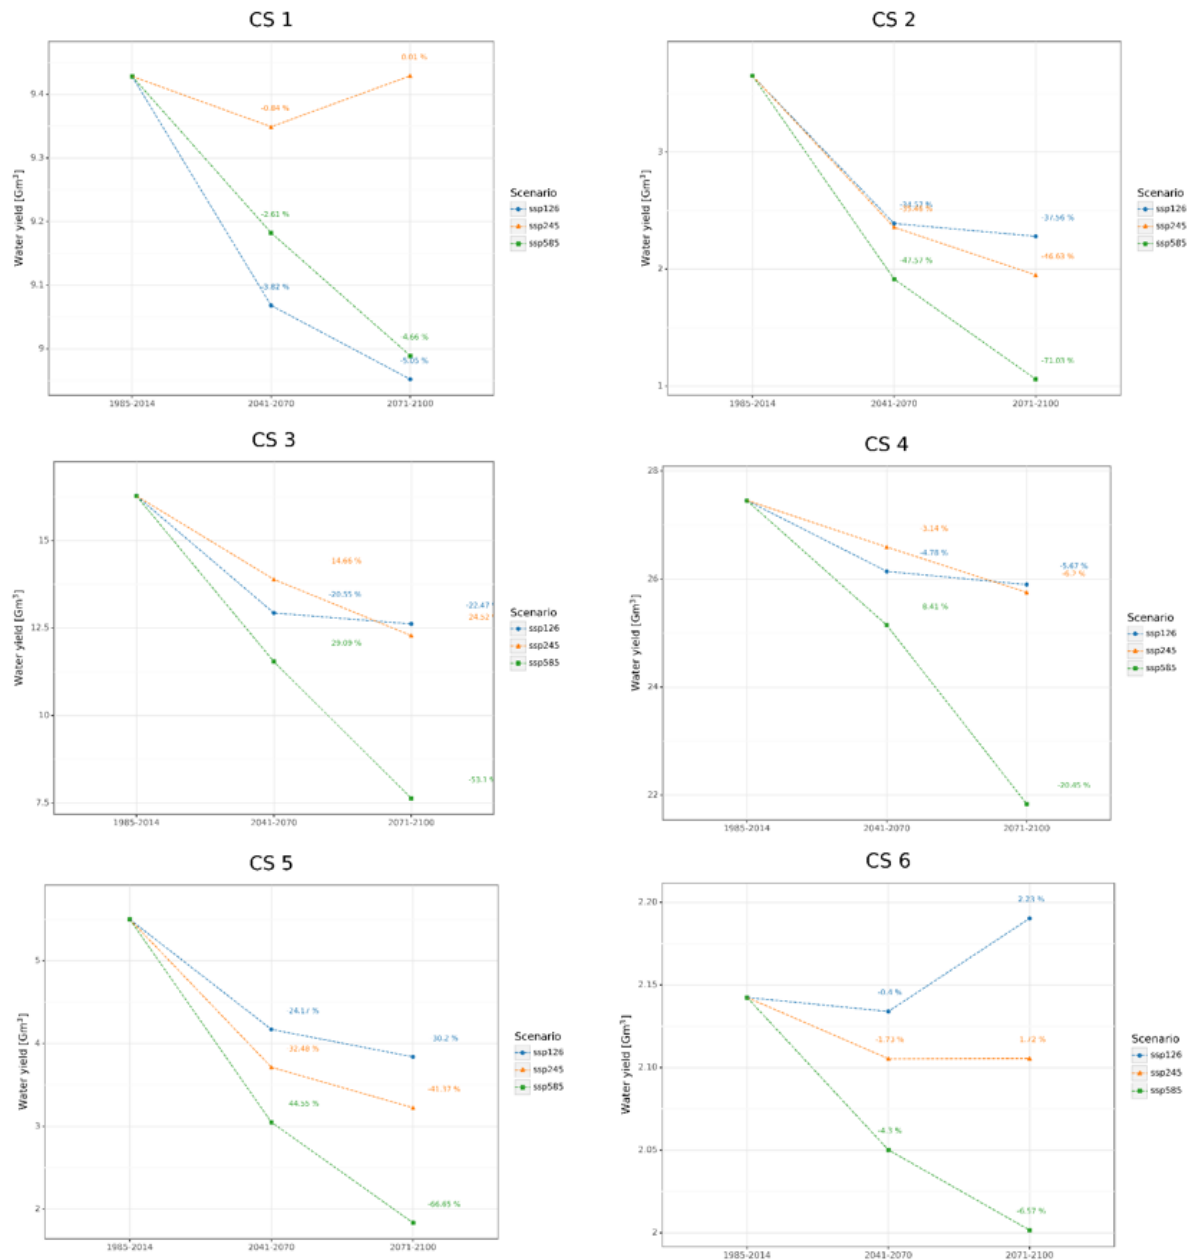 CS 1
0.01 %
-0.84 %
-2.61 %
-3.82 %
-4.66 %
-5.05 %
9.4
9.3
9.2
9.1
9
Water yield [Gm³]
1985-2014 2041-2070 2071-2100
Scenario
ssp126
ssp245
ssp585
CS 2
-34.57 %
-37.56 %
-46.63 %
-47.57 %
-71.03 %
3
2
1
Water yield [Gm³]
1985-2014 2041-2070 2071-2100
Scenario
ssp126
ssp245
ssp585
CS 3
14.66 %
-20.55 %
-22.47
24.52
29.09 %
-53.1 %
15
12.5
10
7.5
Water yield [Gm³]
1985-2014 2041-2070 2071-2100
Scenario
ssp126
ssp245
ssp585
CS 4
-3.14 %
-4.78 %
-5.67 %
-6.2 %
8.41 %
-20.45 %
28
26
24
22
Water yield [Gm³]
1985-2014 2041-2070 2071-2100
Scenario
ssp126
ssp245
ssp585
CS 5
24.17 %
30.2 %
32.48 %
-41.37 %
44.55 %
-66.65 %
5
4
3
2
Water yield [Gm³]
1985-2014 2041-2070 2071-2100
Scenario
ssp126
ssp245
ssp585
CS 6
2.23 %
-0.4 %
-1.73 %
1.72 %
-4.3 %
-6.57 %
2.20
2.15
2.10
2.05
2
Water yield [Gm³]
1985-2014 2041-2070 2071-2100
Scenario
ssp126
ssp245
ssp585